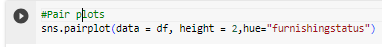 #Pair plots
sns.pairplot(data = df, height = 2,hue="furnishingstatus")